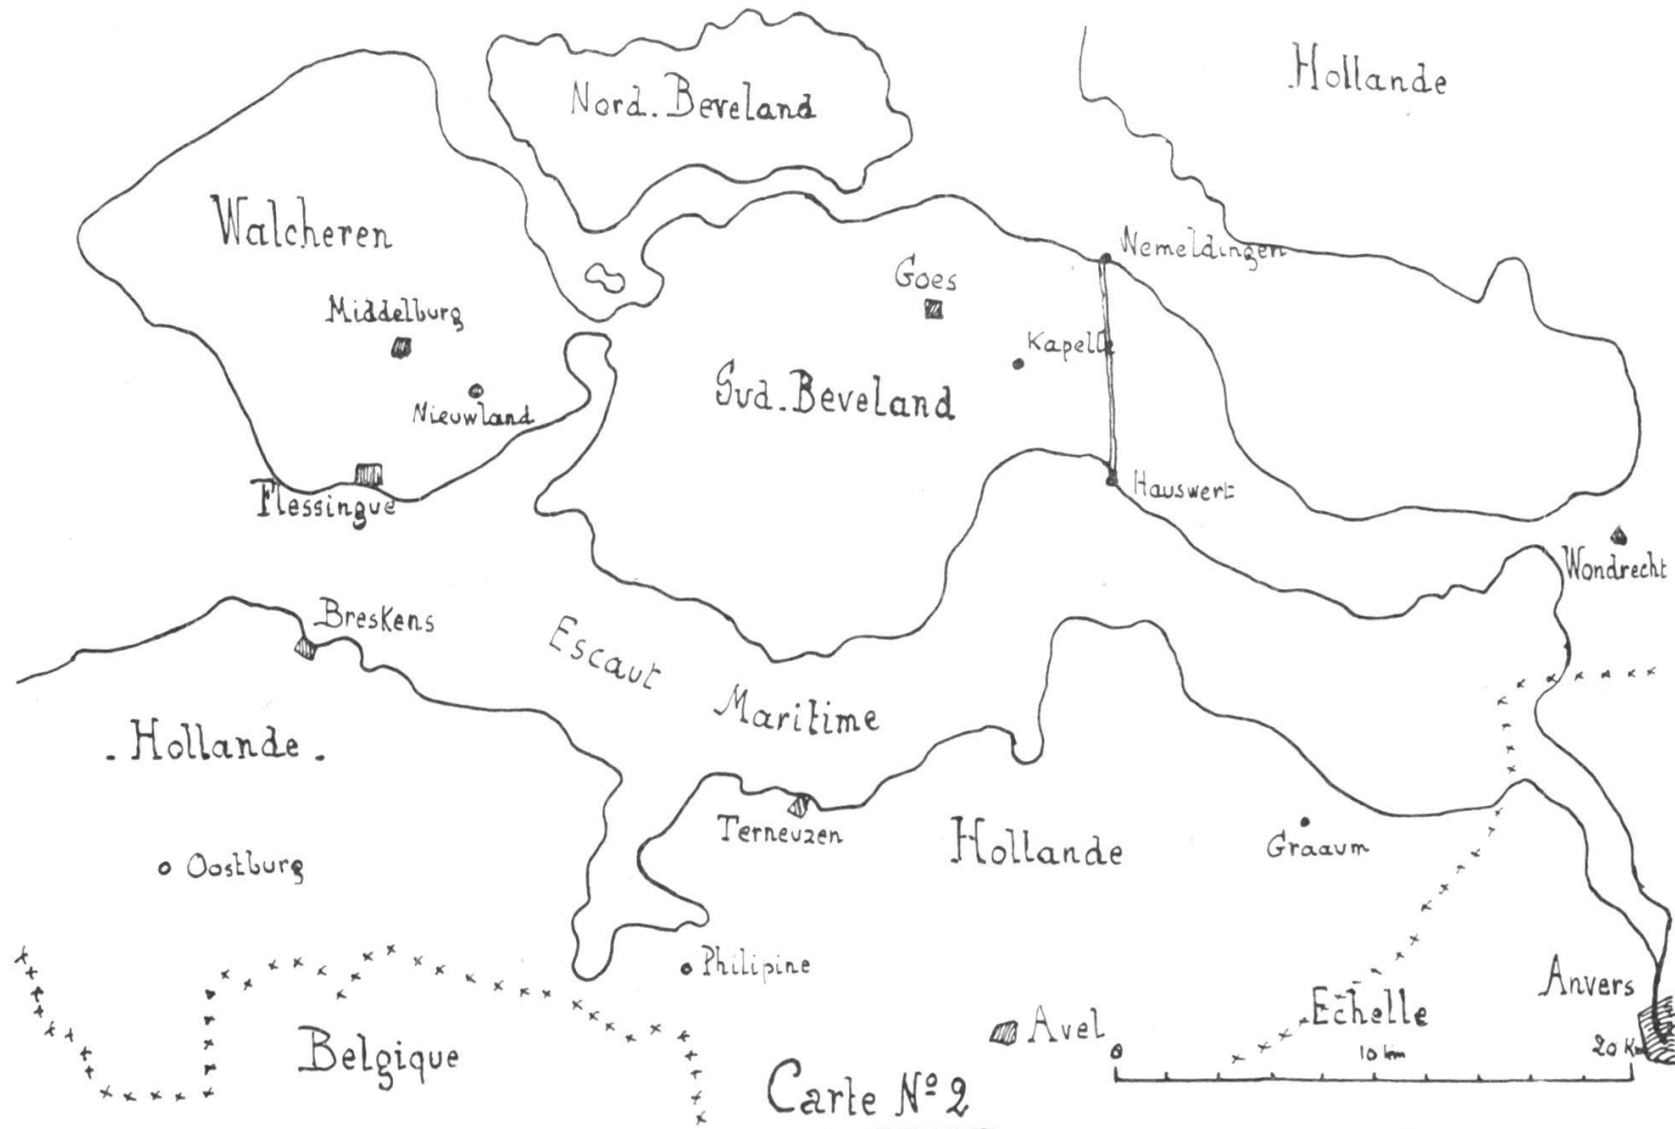 Hollande
Nord. Beveland
Walcheren
Nemeldingen
Goes
Middelburg
Kapelle
Sud. Beveland
Nieuwland
Hauswert
Flessingue
Wondrecht
Breskens
Escaut
Maritime
- Hollande -
Terneuzen
Hollande
Graaum
Oostburg
Philipine
Anvers
Echelle
Avel
0 10 km 20 Km
Belgique
Carte Nº 2